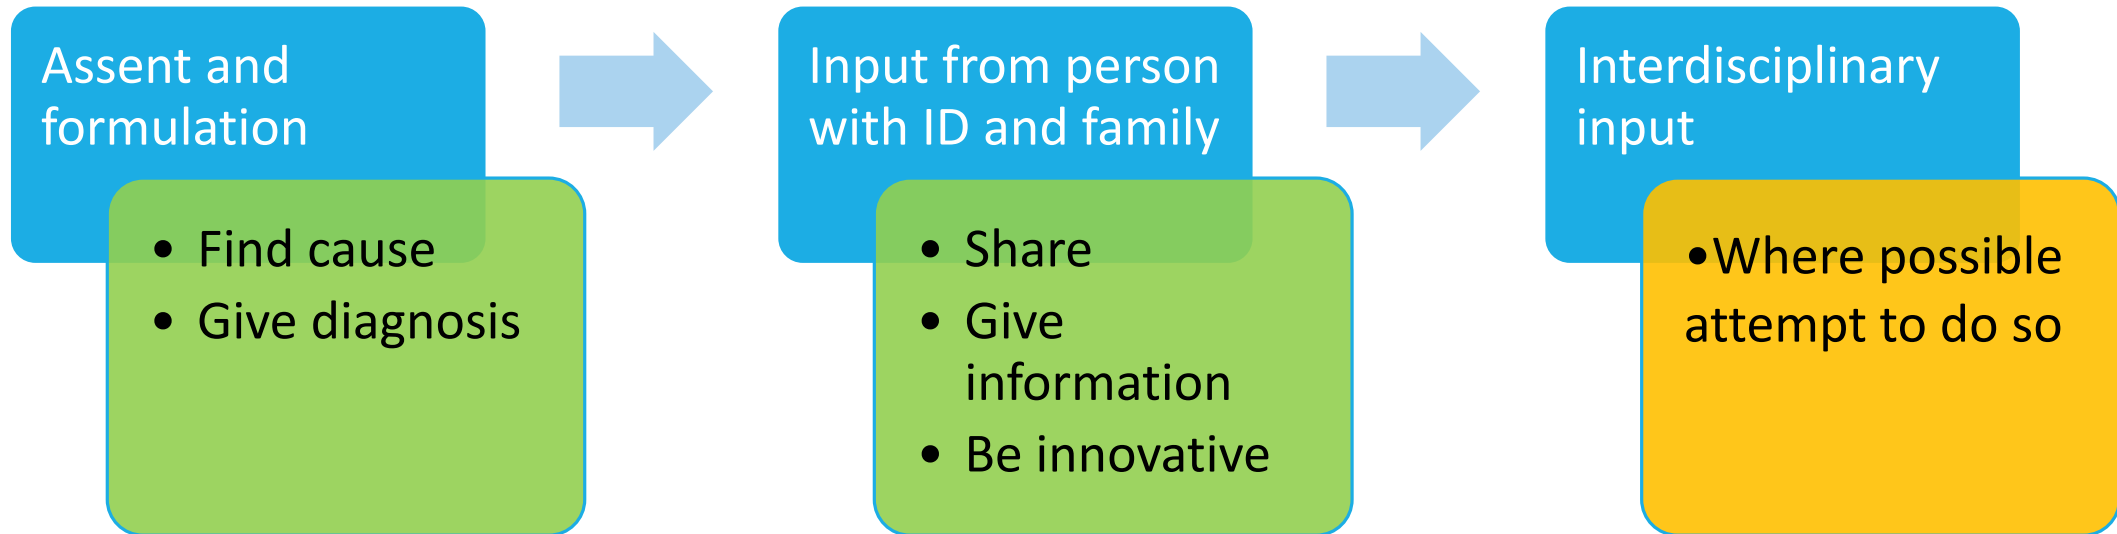 Assent and
formulation
• Find cause
• Give diagnosis
Input from person
with ID and family
• Share
• Give
information
• Be innovative
Interdisciplinary
input
•Where possible
attempt to do so